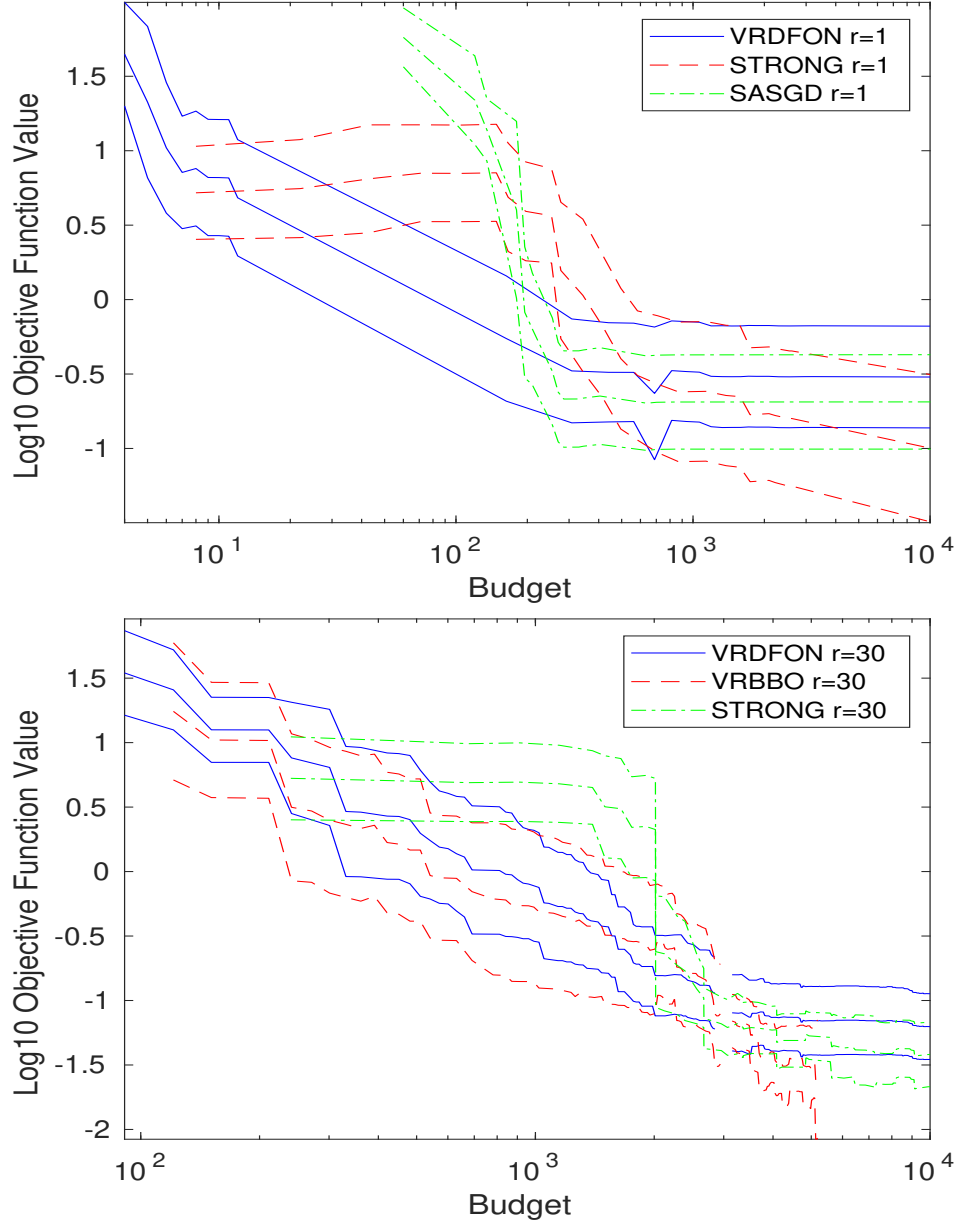 VRDFON r=1
STRONG r=1
SASGD r=1
Log10 Objective Function Value
1.5
1
0.5
0
-0.5
-1
10^1 10^2 10^3 10^4
Budget
VRDFON r=30
VRBBO r=30
STRONG r=30
Log10 Objective Function Value
1.5
1
0.5
0
-0.5
-1
-1.5
-2
10^2 10^3 10^4
Budget